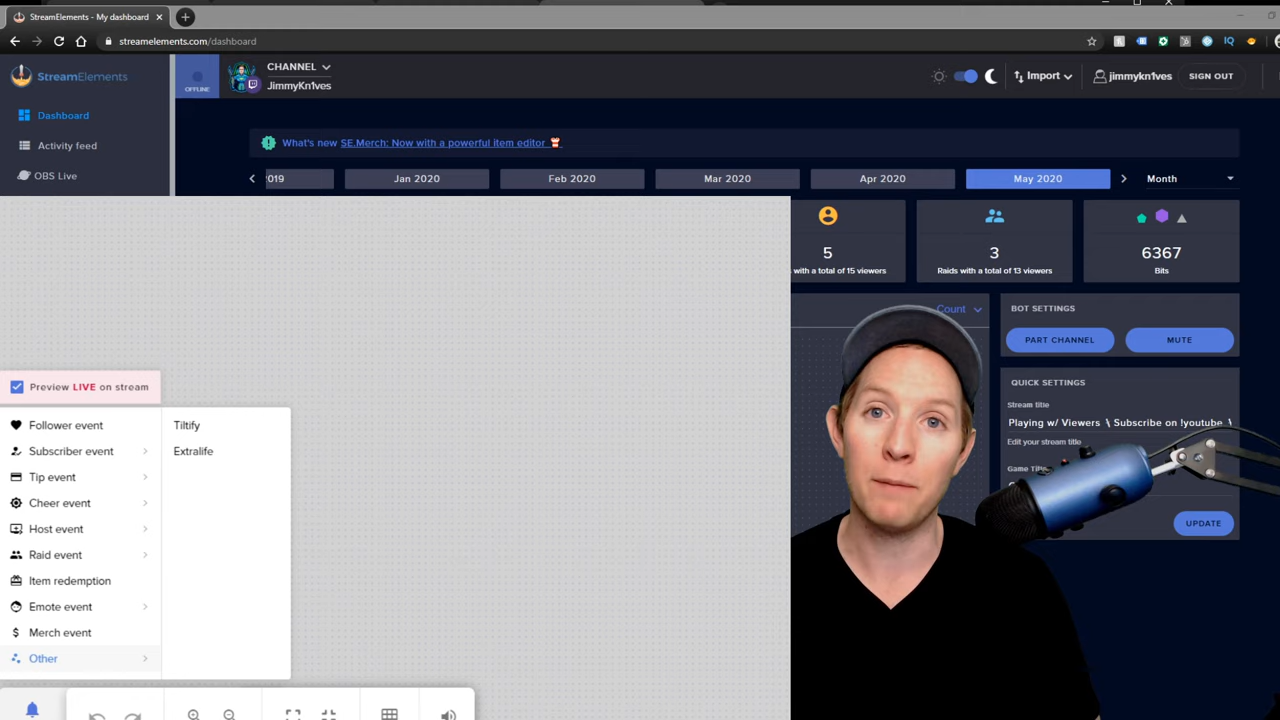 StreamElements - My dashboard
streamelements.com/dashboard
IQ
StreamElements
OFFLINE
CHANNEL
JimmyKn1ves
Import
jimmykn1ves
SIGN OUT
Dashboard
Activity feed
OBS Live
What's new SE.Merch: Now with a powerful item editor
2019
Jan 2020
Feb 2020
Mar 2020
Apr 2020
May 2020
Month
5
with a total of 15 viewers
3
Raids with a total of 13 viewers
6367
Bits
Count
BOT SETTINGS
PART CHANNEL
MUTE
QUICK SETTINGS
Stream title
Playing w/ Viewers \ Subscribe on !youtube \
Edit your stream title
Game Title
UPDATE
Preview LIVE on stream
Follower event
Subscriber event
Tip event
Cheer event
Host event
Raid event
Item redemption
Emote event
Merch event
Other
Tiltify
Extralife